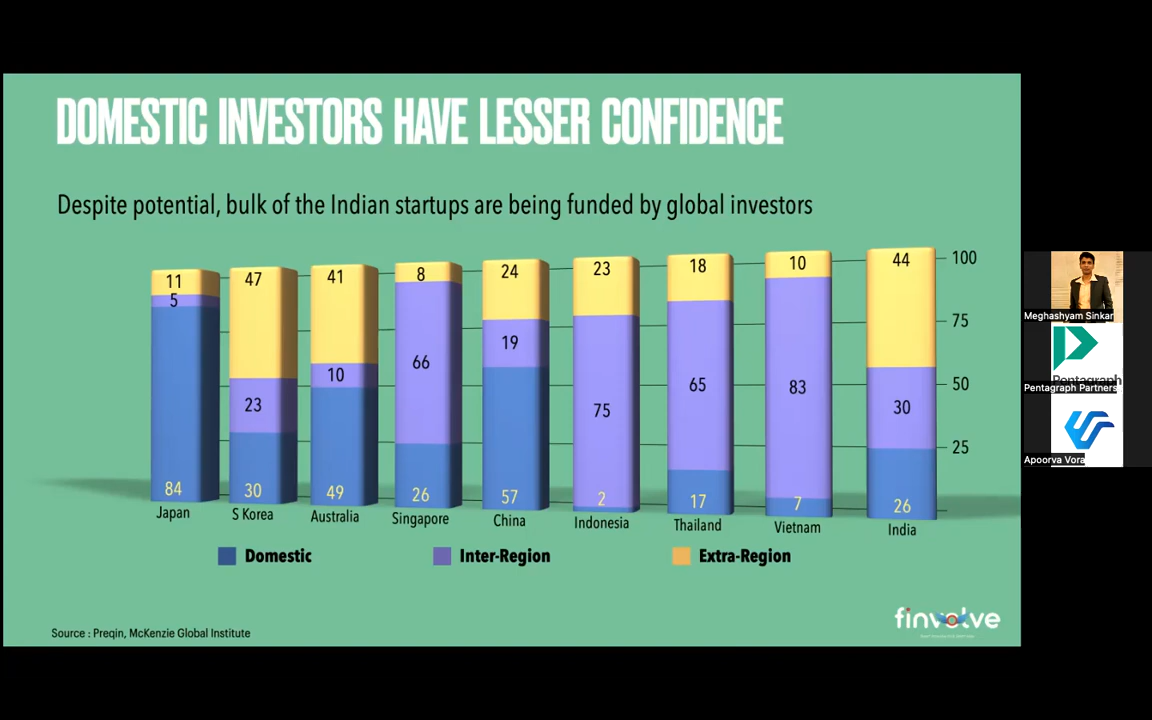 DOMESTIC INVESTORS HAVE LESSER CONFIDENCE
Despite potential, bulk of the Indian startups are being funded by global investors
11 47 41 8 24 23 18 10 44 100
5 23 10 66 19 75 65 83 30 75
50
25
84 30 49 26 57 2 17 7 26
Japan S Korea Australia Singapore China Indonesia Thailand Vietnam India
Domestic Inter-Region Extra-Region
Source : Preqin, McKenzie Global Institute
finvolve
Meghashyam Sinkar
Pentagraph
Pentagraph Partners
Apoorva Vora